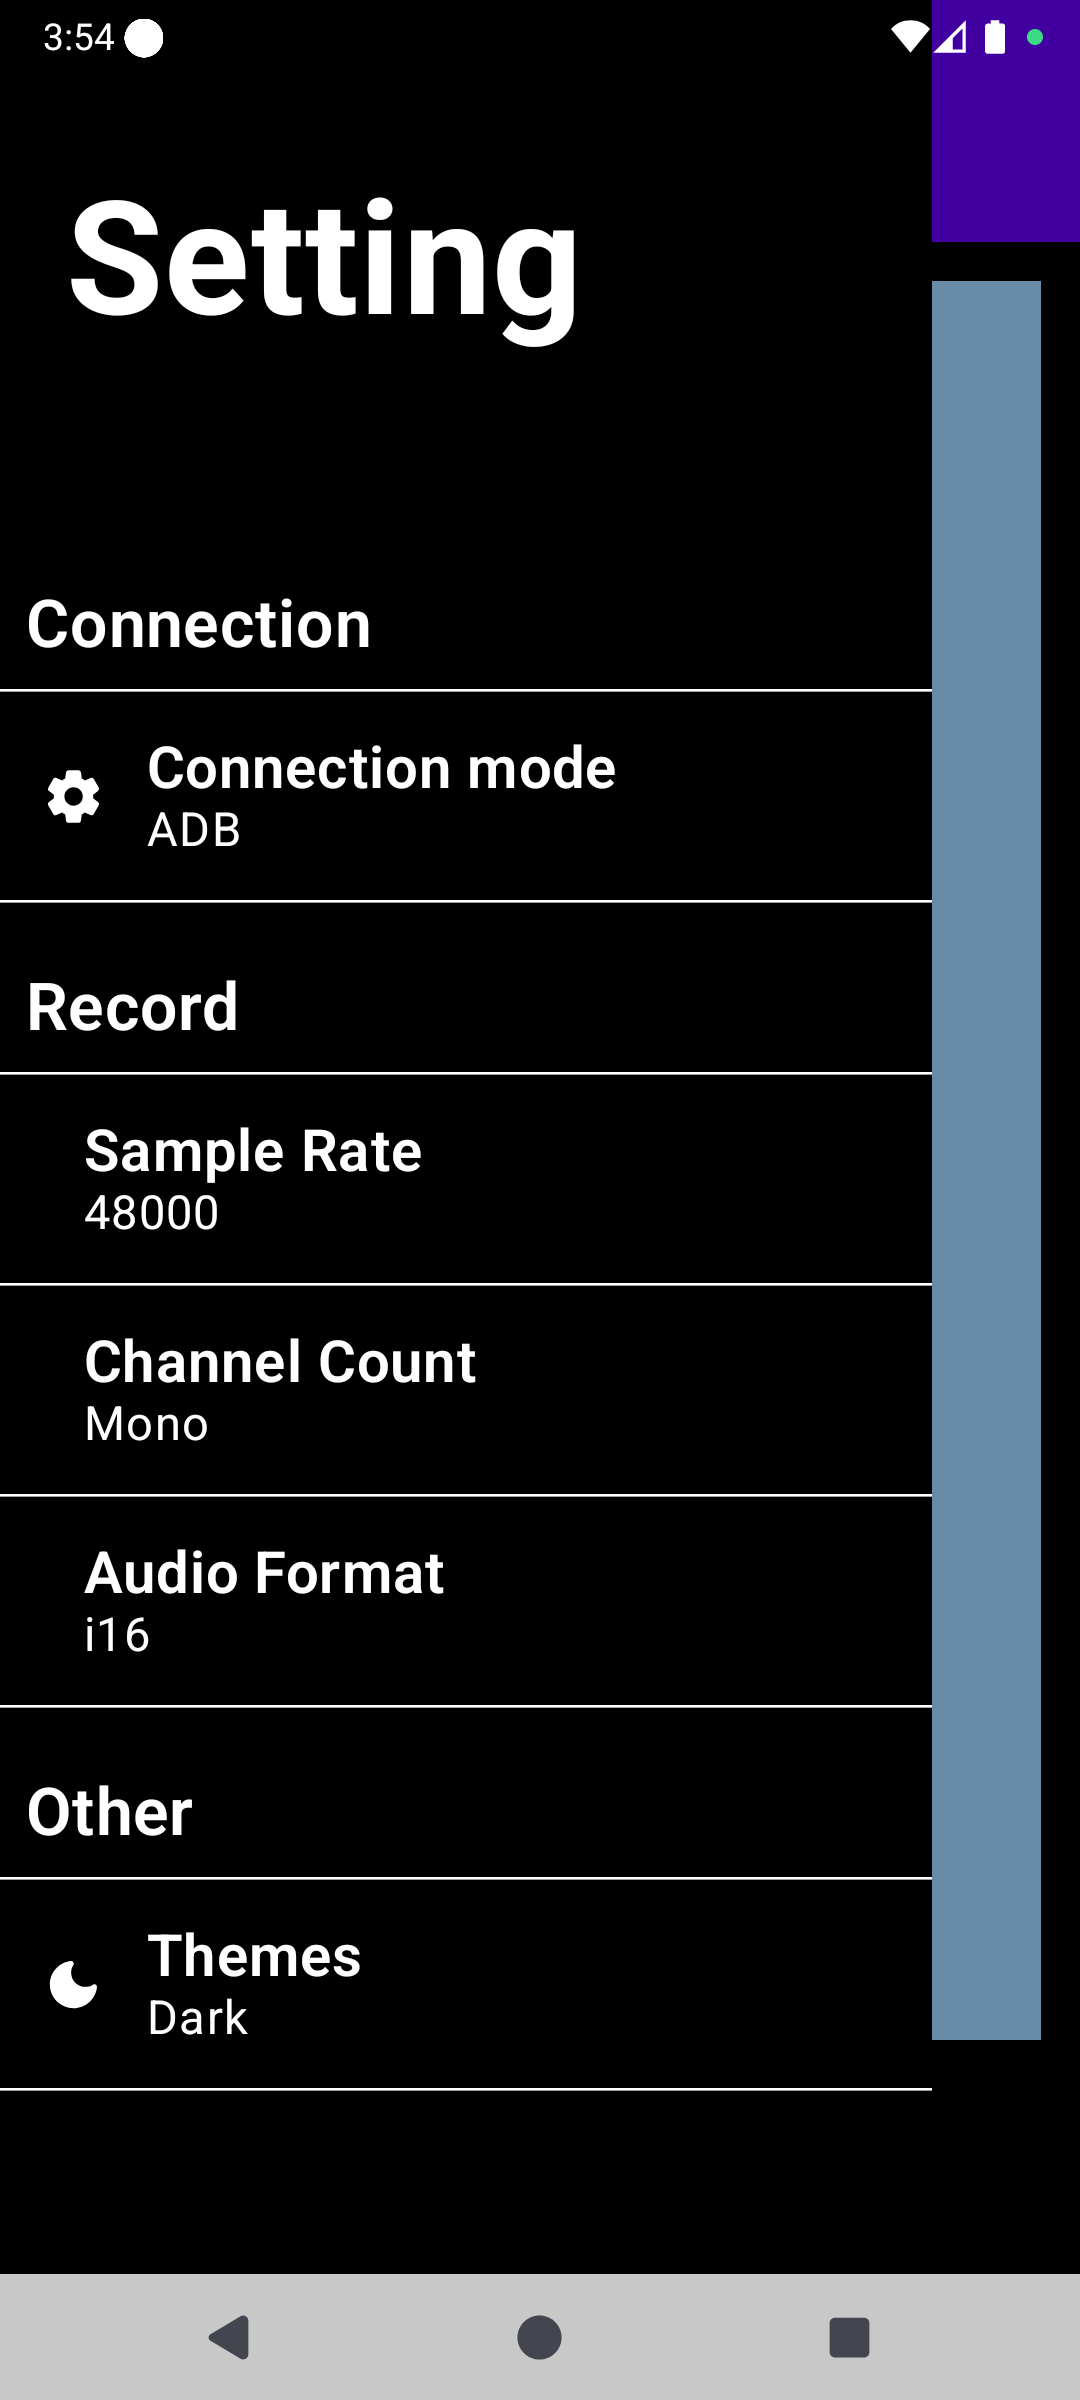 3:54
Setting
Connection
Connection mode
ADB
Record
Sample Rate
48000
Channel Count
Mono
Audio Format
i16
Other
Themes
Dark